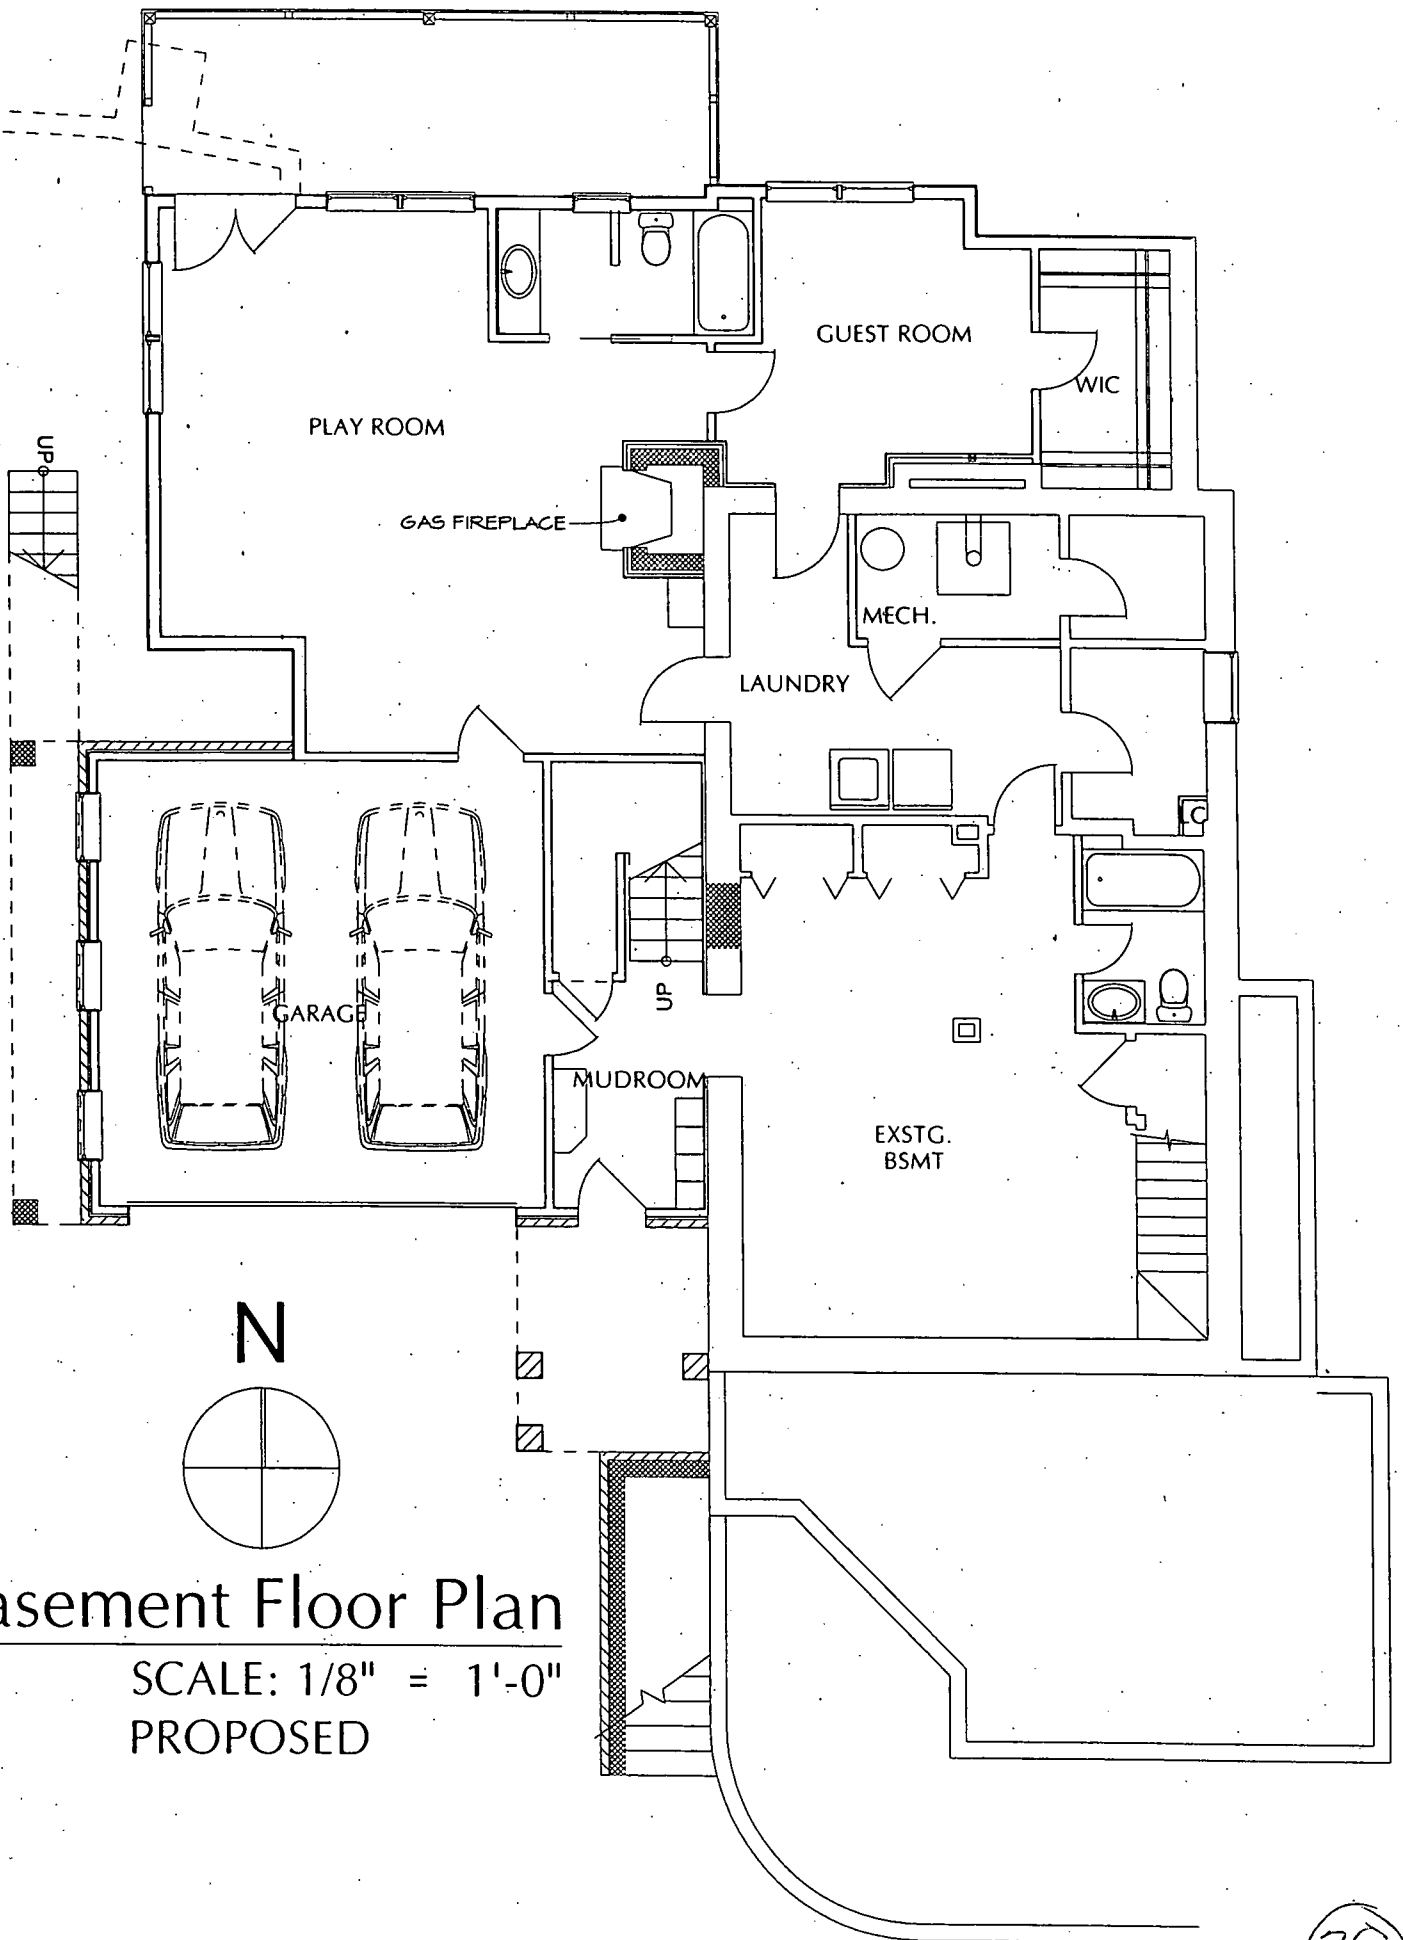 GUEST ROOM
WIC
PLAY ROOM
UP
GAS FIREPLACE
MECH.
LAUNDRY
UP
GARAGE
MUDROOM
EXSTG.
BSMT
N
asement Floor Plan
SCALE: 1/8" = 1'-0"
PROPOSED